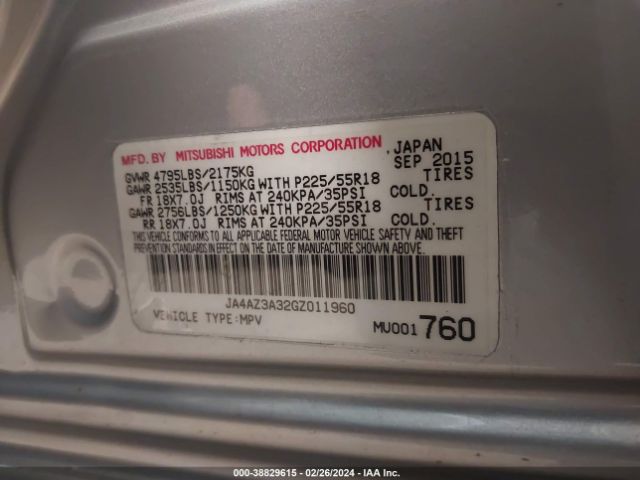 MFD. BY MITSUBISHI MOTORS CORPORATION , JAPAN
GVWR 4795LBS/2175KG SEP 2015
GAWR 2535LBS/1150KG WITH P225/55R18 TIRES
FR 18X7.0J RIMS AT 240KPA/35PSI COLD.
GAWR 2756LBS/1250KG WITH P225/55R18 TIRES
RR 18X7.0J RIMS AT 240KPA/35PSI COLD.
THIS VEHICLE CONFORMS TO ALL APPLICABLE U.S. FEDERAL MOTOR VEHICLE SAFETY AND THEFT
PREVENTION STANDARDS IN EFFECT ON THE DATE OF MANUFACTURE SHOWN ABOVE.
JA4AZ3A32GZ011960
VEHICLE TYPE:MPV
MU001760
000-38829615 - 02/26/2024 - IAA Inc.